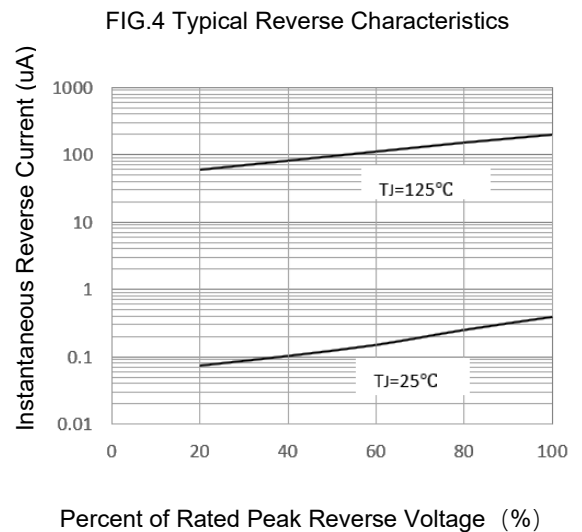 FIG.4 Typical Reverse Characteristics
Instantaneous Reverse Current (uA)
1000
100
10
1
0.1
0.01
TJ=125℃
TJ=25℃
0 20 40 60 80 100
Percent of Rated Peak Reverse Voltage （%）